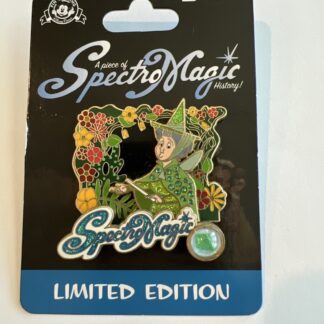 A piece of
SpectroMagic
History!
SpectroMagic
LIMITED EDITION